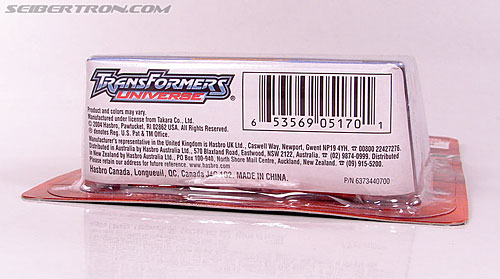 SEIBERTRON.COM
TRANSFORMERS
UNIVERSE
®
6 53569 05170 1
Product and colors may vary.
Manufactured under license from Takara Co., Ltd.
© 2004 Hasbro, Pawtucket, RI 02862 USA. All Rights Reserved.
® denotes Reg. U.S. Pat & TM Office.
Manufacturer's representative in the United Kingdom is Hasbro UK Ltd., Caswell Way, Newport, Gwent NP19 4YH. ☎ 00800 22427276.
Distributed in Australia by Hasbro Australia Ltd., 570 Blaxland Road, Eastwood, NSW 2122, Australia. ☎ (02) 9874-0999. Distributed
in New Zealand by Hasbro Australia Ltd., PO Box 100-940, North Shore Mail Centre, Auckland, New Zealand. ☎ (09) 915-5200.
Please retain our address for future reference.
Hasbro Canada, Longueuil, QC, Canada J4G 1G2. MADE IN CHINA.
P/N 6373440700